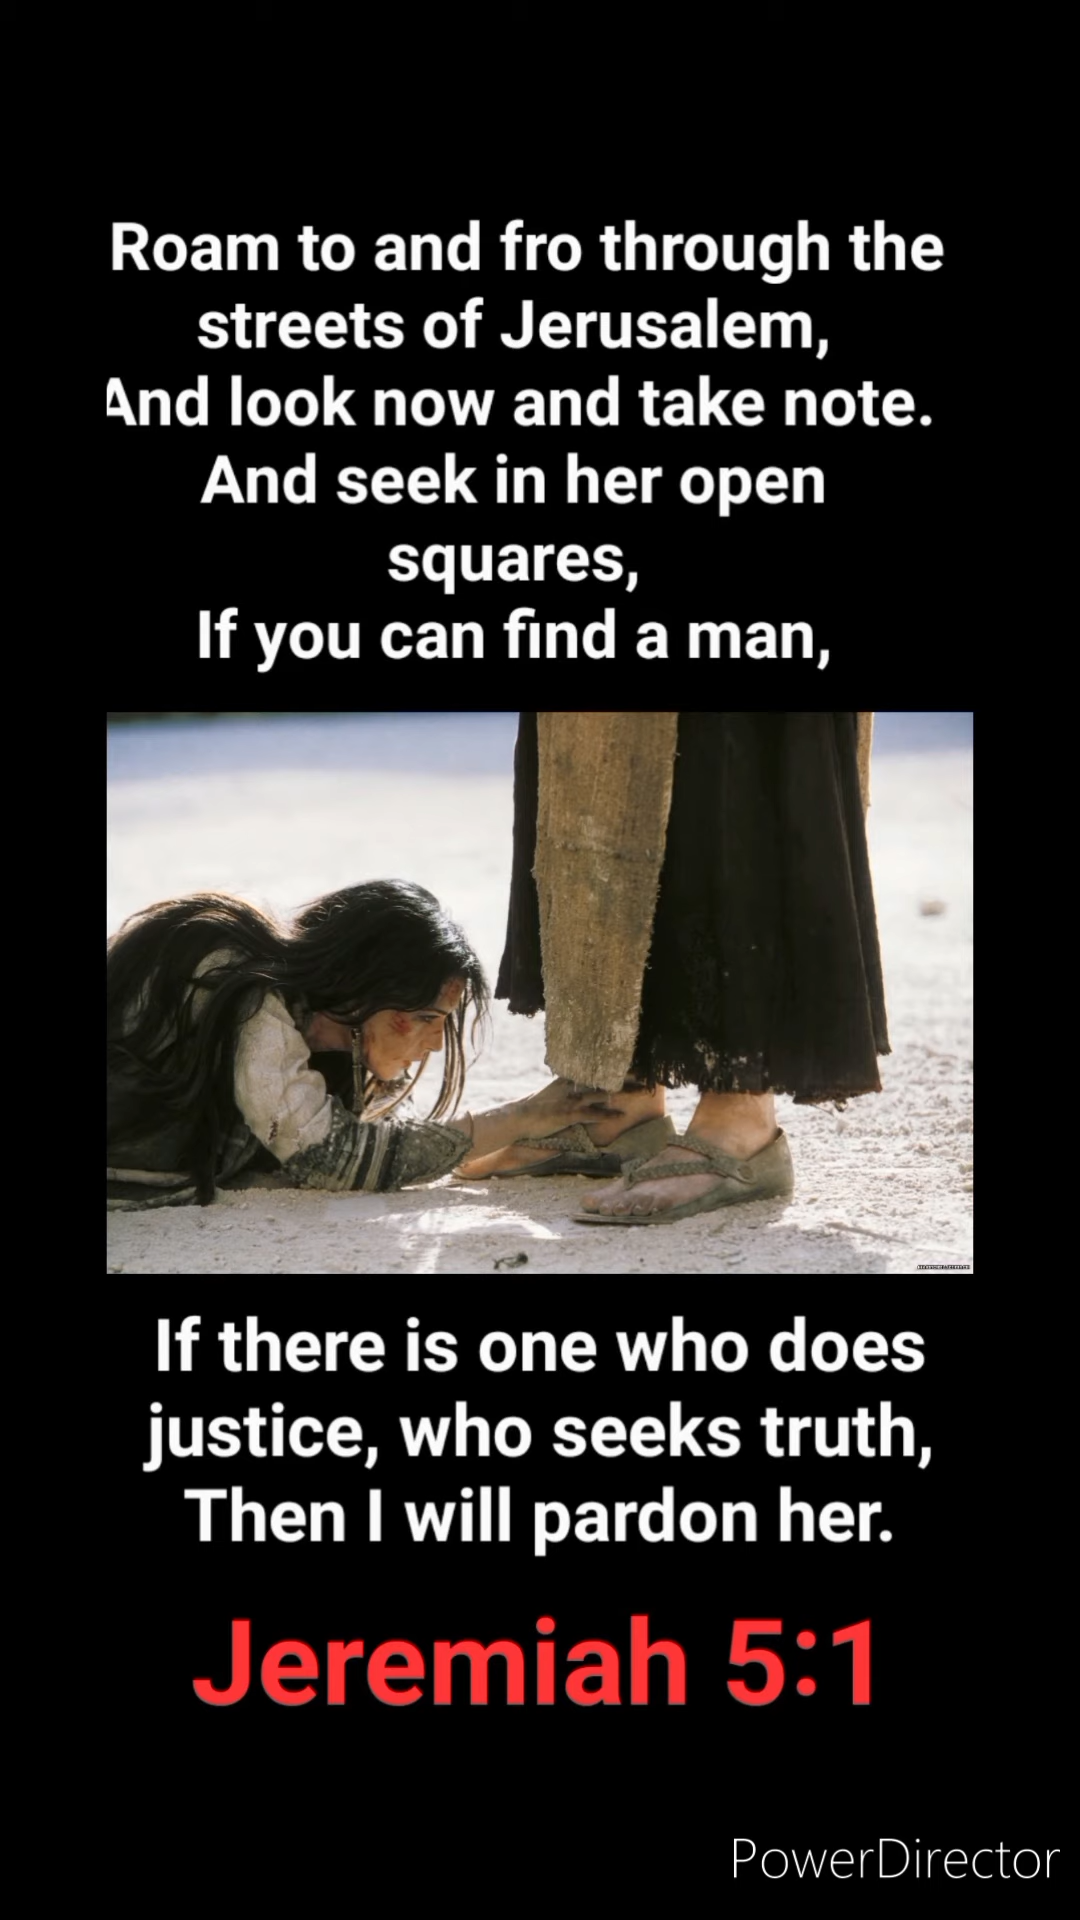 Roam to and fro through the
streets of Jerusalem,
And look now and take note.
And seek in her open
squares,
If you can find a man,
If there is one who does
justice, who seeks truth,
Then I will pardon her.
Jeremiah 5:1
PowerDirector